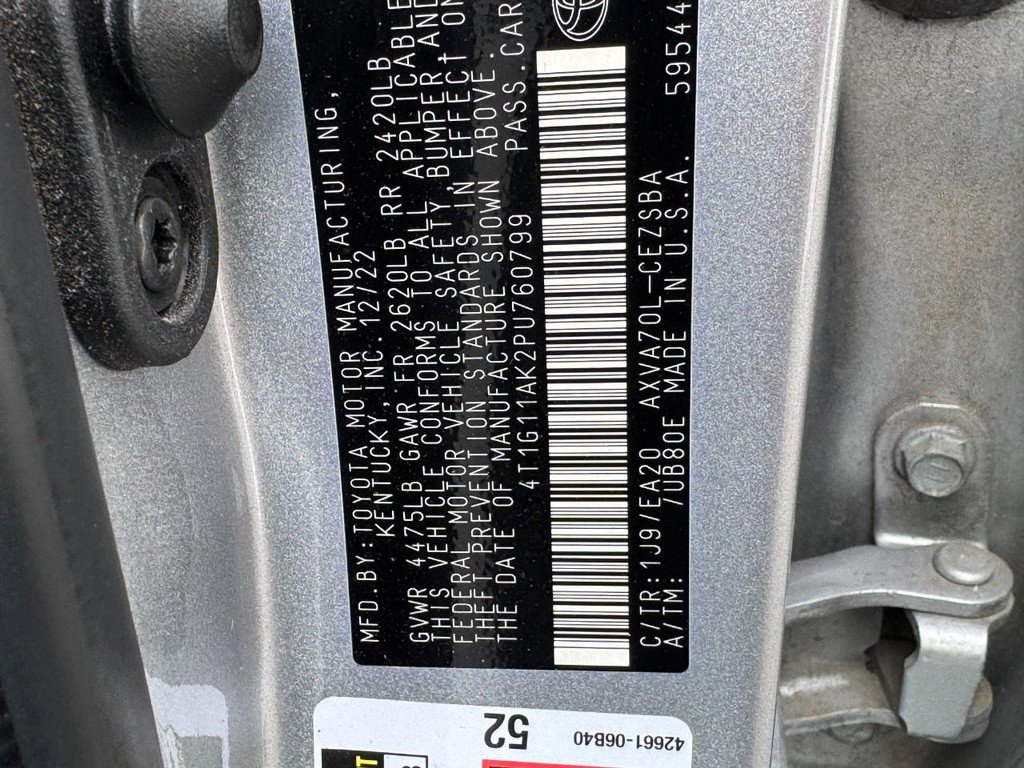 MFD.BY:TOYOTA MOTOR MANUFACTURING,
KENTUCKY, INC. 12/22
GVWR 4475LB GAWR FR 2620LB RR 2420LB
THIS VEHICLE CONFORMS TO ALL APPLICABLE
FEDERAL MOTOR VEHICLE SAFETY, BUMPER, AND
THEFT PREVENTION STANDARDS IN EFFECT ON
THE DATE OF MANUFACTURE SHOWN ABOVE.
4T1G11AK2PU760799 PASS.CAR
C/TR:1J9/EA20 AXVA70L-CEZSBA
A/TM: /UB80E MADE IN U.S.A. 59544
52
42661-06B40